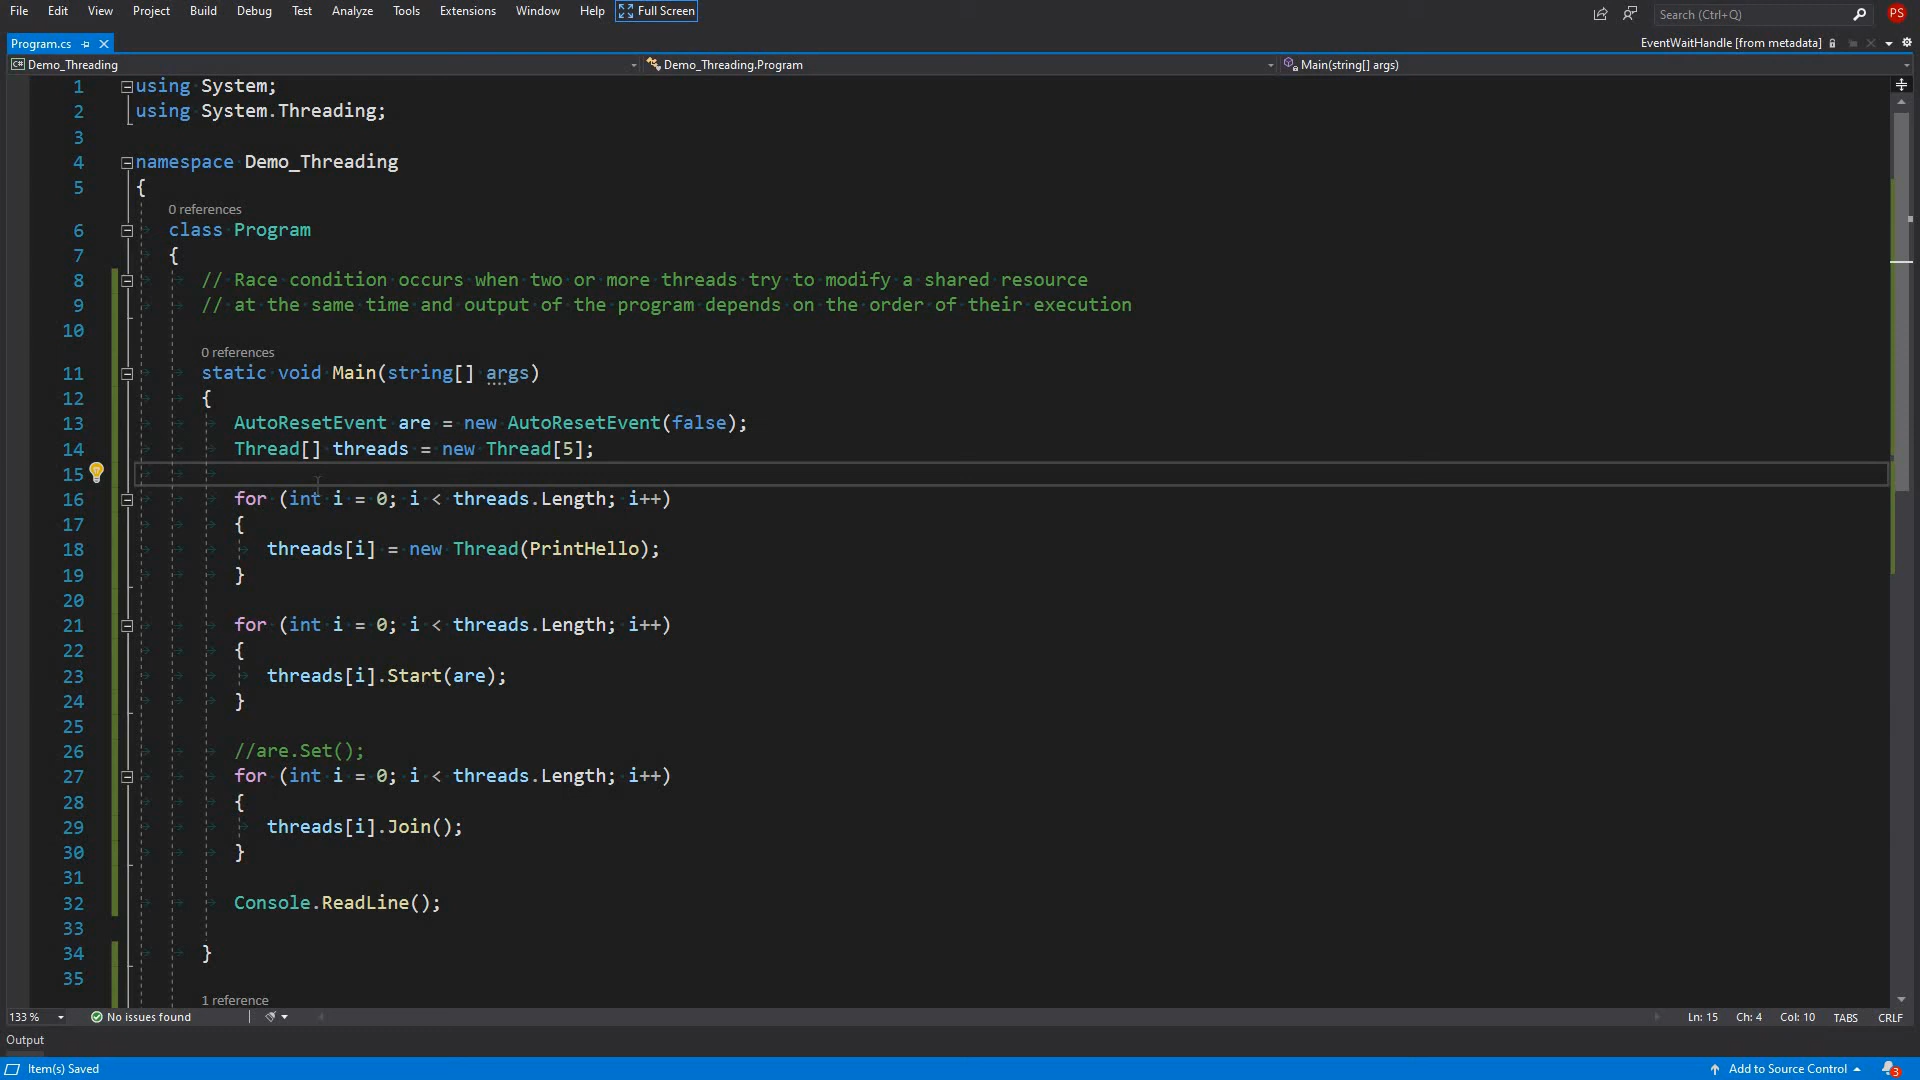 File Edit View Project Build Debug Test Analyze Tools Extensions Window Help Full Screen Search (Ctrl+Q) PS
Program.cs EventWaitHandle [from metadata]
C# Demo_Threading Demo_Threading.Program Main(string[] args)
1 using System;
2 using System.Threading;
3
4 namespace Demo_Threading
5 {
0 references
6 class Program
7 {
8 // Race condition occurs when two or more threads try to modify a shared resource
9 // at the same time and output of the program depends on the order of their execution
10
0 references
11 static void Main(string[] args)
12 {
13 AutoResetEvent are = new AutoResetEvent(false);
14 Thread[] threads = new Thread[5];
15
16 for (int i = 0; i < threads.Length; i++)
17 {
18 threads[i] = new Thread(PrintHello);
19 }
20
21 for (int i = 0; i < threads.Length; i++)
22 {
23 threads[i].Start(are);
24 }
25
26 //are.Set();
27 for (int i = 0; i < threads.Length; i++)
28 {
29 threads[i].Join();
30 }
31
32 Console.ReadLine();
33
34 }
35
1 reference
133 % No issues found Ln: 15 Ch: 4 Col: 10 TABS CRLF
Output
Item(s) Saved Add to Source Control 3